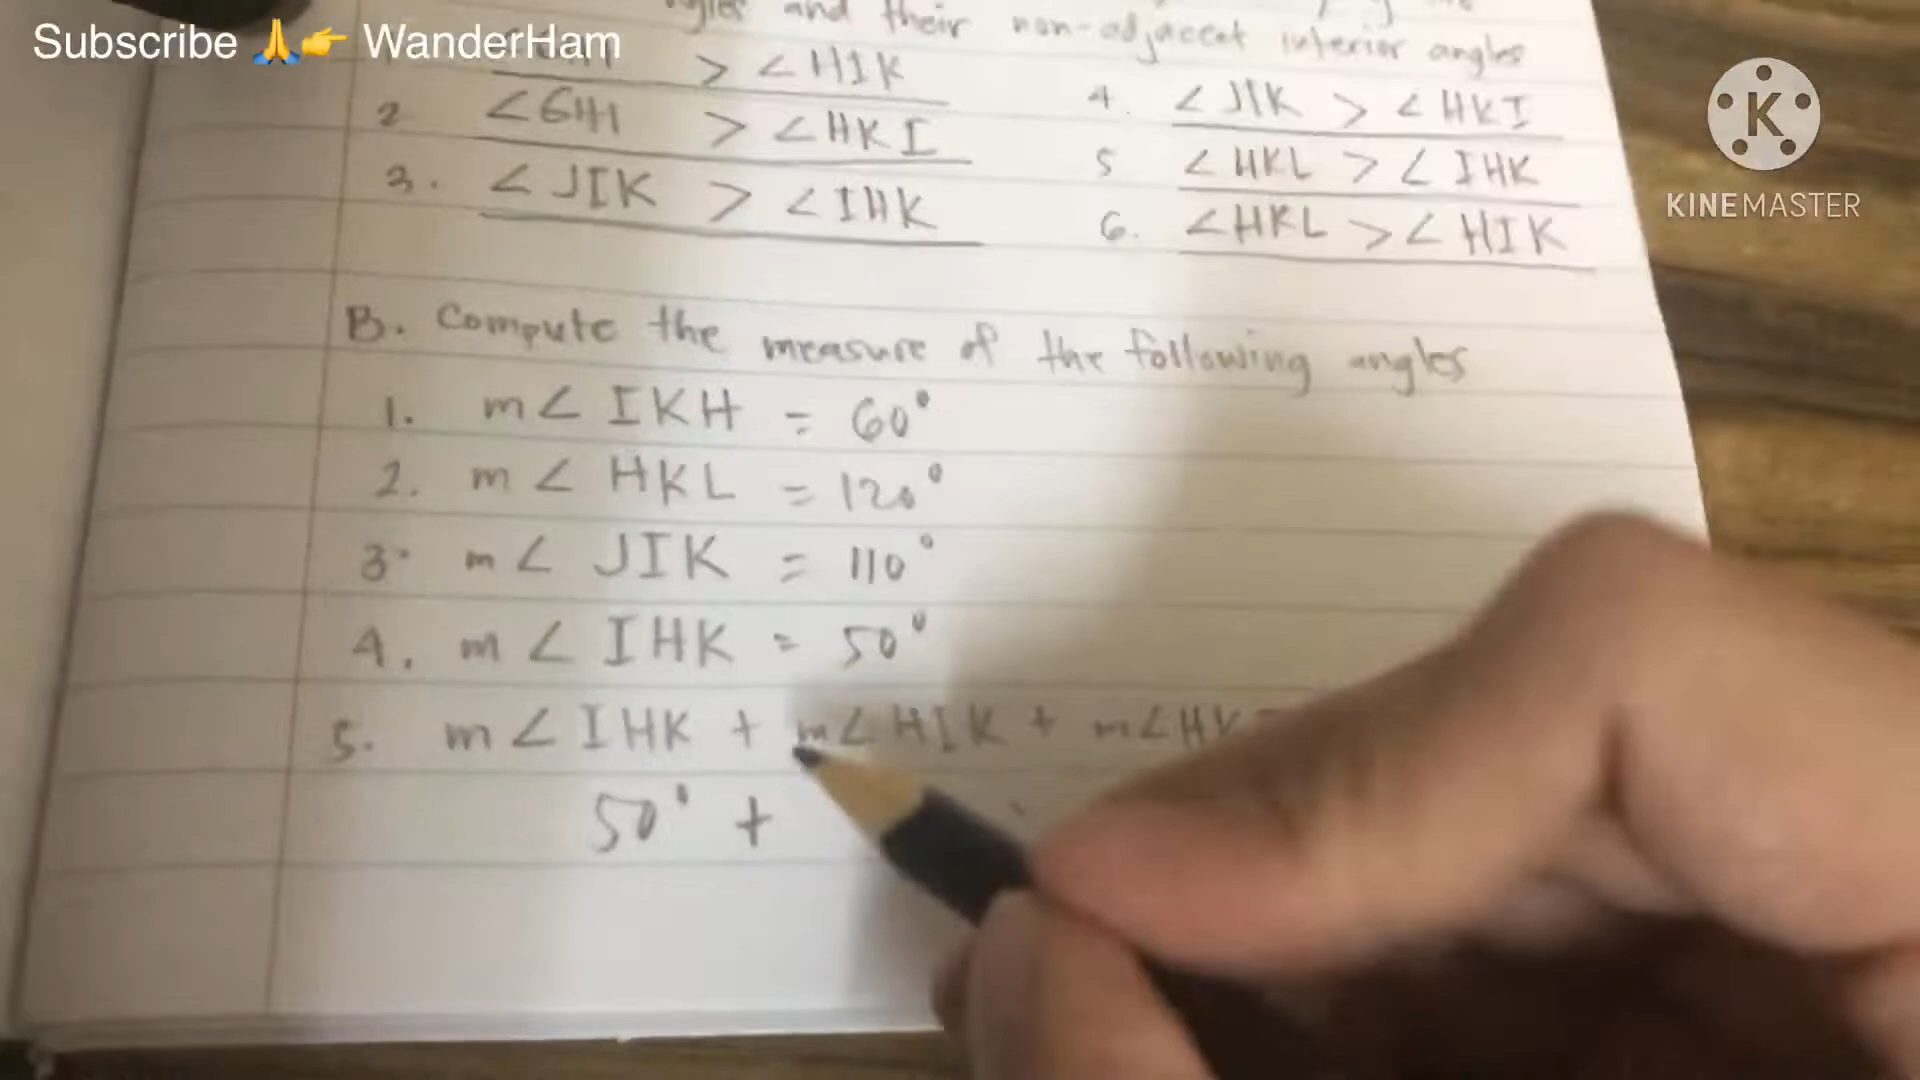 Subscribe 🙏👉 WanderHam
and their non-adjacent interior angles
> ∠HIK
2 ∠GHI > ∠HKI
3. ∠JIK > ∠IHK
4. ∠JIK > ∠HKI
5 ∠HKL > ∠IHK
6. ∠HKL > ∠HIK
K
KINEMASTER
B. Compute the measure of the following angles
1. m∠IKH = 60°
2. m∠HKL = 120°
3. m∠JIK = 110°
4. m∠IHK = 50°
5. m∠IHK + m∠HIK + m∠HK
50° +